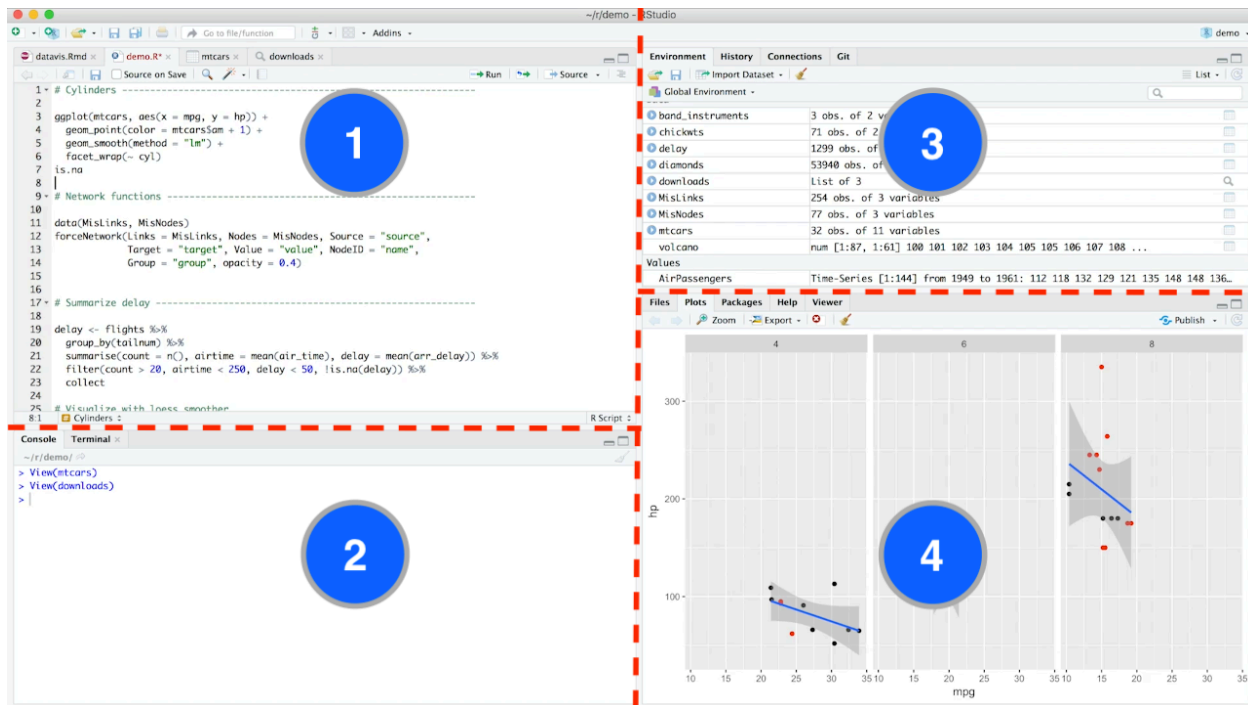 ~/r/demo - RStudio
Go to file/function
Addins
demo
datavis.Rmd
demo.R*
mtcars
downloads
Source on Save
Run
Source
1 # Cylinders
2
3 ggplot(mtcars, aes(x = mpg, y = hp)) +
4 geom_point(color = mtcars$am + 1) +
5 geom_smooth(method = "lm") +
6 facet_wrap(~ cyl)
7 is.na
8
9 # Network functions
10
11 data(MisLinks, MisNodes)
12 forceNetwork(Links = MisLinks, Nodes = MisNodes, Source = "source",
13 Target = "target", Value = "value", NodeID = "name",
14 Group = "group", opacity = 0.4)
15
16
17 # Summarize delay
18
19 delay <- flights %>%
20 group_by(tailnum) %>%
21 summarise(count = n(), airtime = mean(air_time), delay = mean(arr_delay)) %>%
22 filter(count > 20, airtime < 250, delay < 50, !is.na(delay)) %>%
23 collect
24
25 # Visualize with loess smoother
8:1 Cylinders R Script
1
Console Terminal
~/r/demo/
> View(mtcars)
> View(downloads)
>
2
Environment History Connections Git
Import Dataset
List
Global Environment
band_instruments 3 obs. of 2
chickwts 71 obs. of 2
delay 1299 obs. of
diamonds 53940 obs. of
downloads List of 3
MisLinks 254 obs. of 3 variables
MisNodes 77 obs. of 3 variables
mtcars 32 obs. of 11 variables
volcano num [1:87, 1:61] 100 101 102 103 104 105 105 106 107 108 ...
Values
AirPassengers Time-Series [1:144] from 1949 to 1961: 112 118 132 129 121 135 148 148 136…
3
Files Plots Packages Help Viewer
Zoom Export Publish
4 6 8
300
200
100
hp
10 15 20 25 30 35 10 15 20 25 30 35 10 15 20 25 30 35
mpg
4